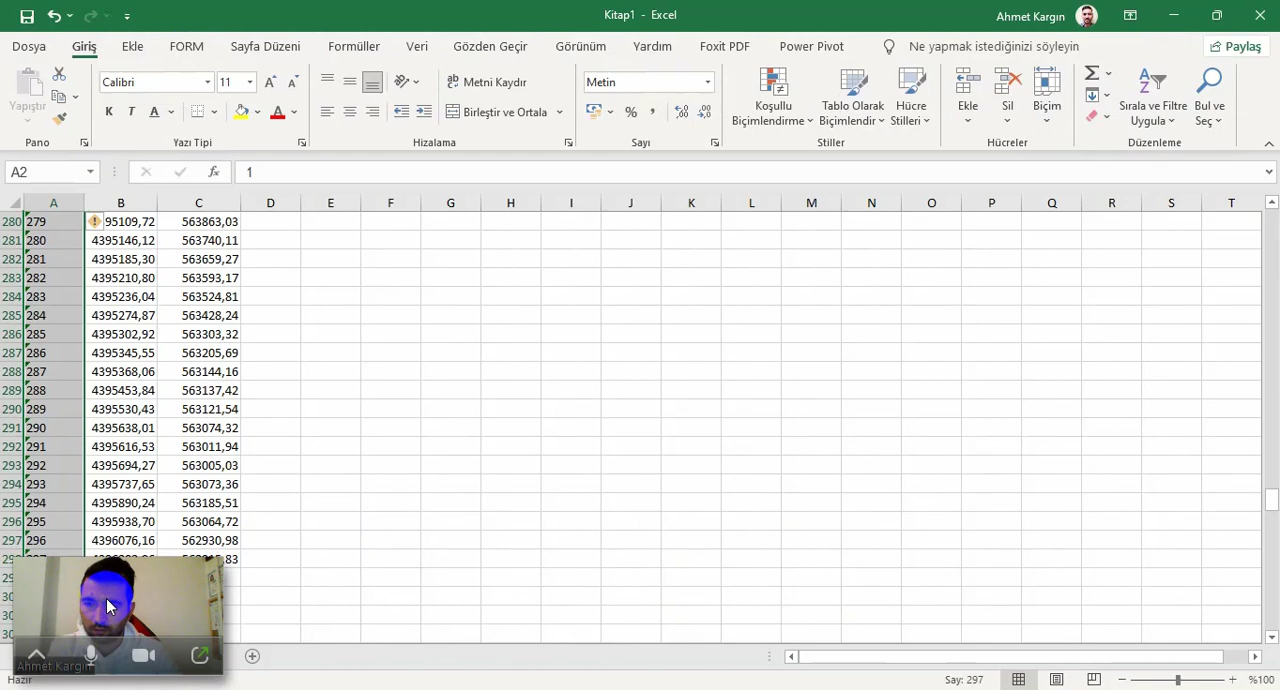 Kitap1 - Excel
Ahmet Kargın
Dosya Giriş Ekle FORM Sayfa Düzeni Formüller Veri Gözden Geçir Görünüm Yardım Foxit PDF Power Pivot Ne yapmak istediğinizi söyleyin Paylaş
Yapıştır
Calibri 11
K T A A
Metni Kaydır
Birleştir ve Ortala
Metin
%
Koşullu Biçimlendirme
Tablo Olarak Biçimlendir
Hücre Stilleri
Ekle Sil Biçim
Sırala ve Filtre Uygula
Bul ve Seç
Pano Yazı Tipi Hizalama Sayı Stiller Hücreler Düzenleme
A2 fx 1
A B C D E F G H I J K L M N O P Q R S T
280 279 95109,72 563863,03
281 280 4395146,12 563740,11
282 281 4395185,30 563659,27
283 282 4395210,80 563593,17
284 283 4395236,04 563524,81
285 284 4395274,87 563428,24
286 285 4395302,92 563303,32
287 286 4395345,55 563205,69
288 287 4395368,06 563144,16
289 288 4395453,84 563137,42
290 289 4395530,43 563121,54
291 290 4395638,01 563074,32
292 291 4395616,53 563011,94
293 292 4395694,27 563005,03
294 293 4395737,65 563073,36
295 294 4395890,24 563185,51
296 295 4395938,70 563064,72
297 296 4396076,16 562930,98
Ahmet Kargın
Hazır Say: 297 %100